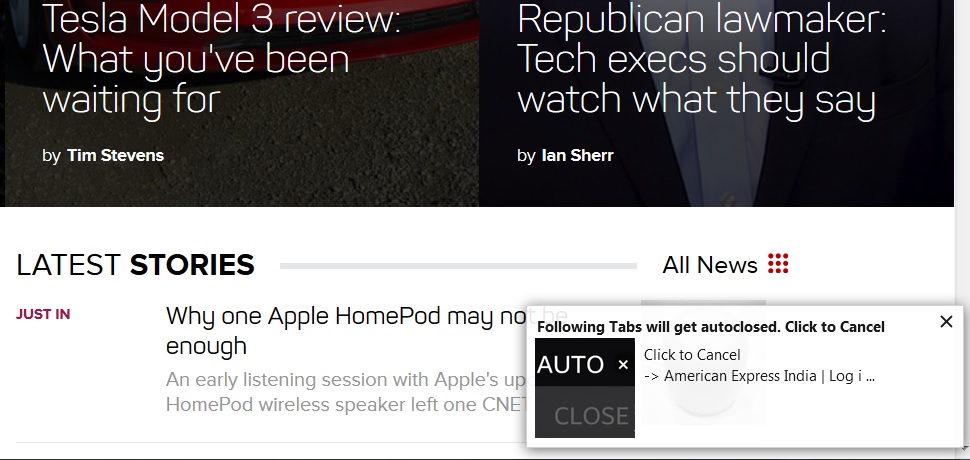 Tesla Model 3 review:
What you've been
waiting for
by Tim Stevens
Republican lawmaker:
Tech execs should
watch what they say
by Ian Sherr
LATEST STORIES
All News
JUST IN
Why one Apple HomePod may not be
enough
An early listening session with Apple's up
HomePod wireless speaker left one CNET
Following Tabs will get autoclosed. Click to Cancel
AUTO ×
CLOSE
Click to Cancel
-> American Express India | Log i ...